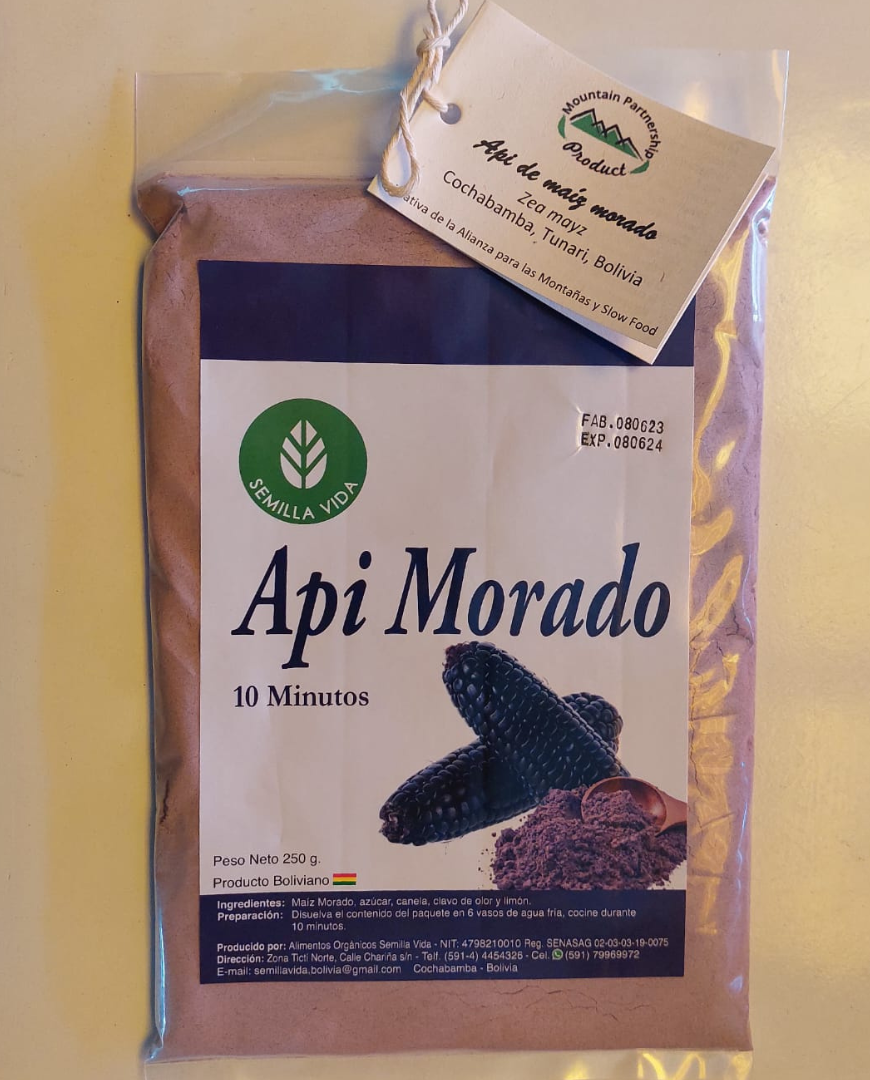 Mountain Partnership
Product
Api de maíz morado
Zea mayz
Cochabamba, Tunari, Bolivia
de la Alianza para las Montañas y Slow Food
FAB.080623
EXP.080624
SEMILLA VIDA
Api Morado
10 Minutos
Peso Neto 250 g.
Producto Boliviano
Ingredientes: Maíz Morado, azúcar, canela, clavo de olor y limón.
Preparación: Disuelva el contenido del paquete en 6 vasos de agua fría, cocine durante
10 minutos.
Producido por: Alimentos Orgánicos Semilla Vida - NIT: 4798210010 Reg. SENASAG 02-03-03-19-0075
Dirección: Zona Ticti Norte, Calle Chariña s/n - Telf. (591-4) 4454325 - Cel. (591) 79969972
E-mail: semillavida.bolivia@gmail.com Cochabamba - Bolivia